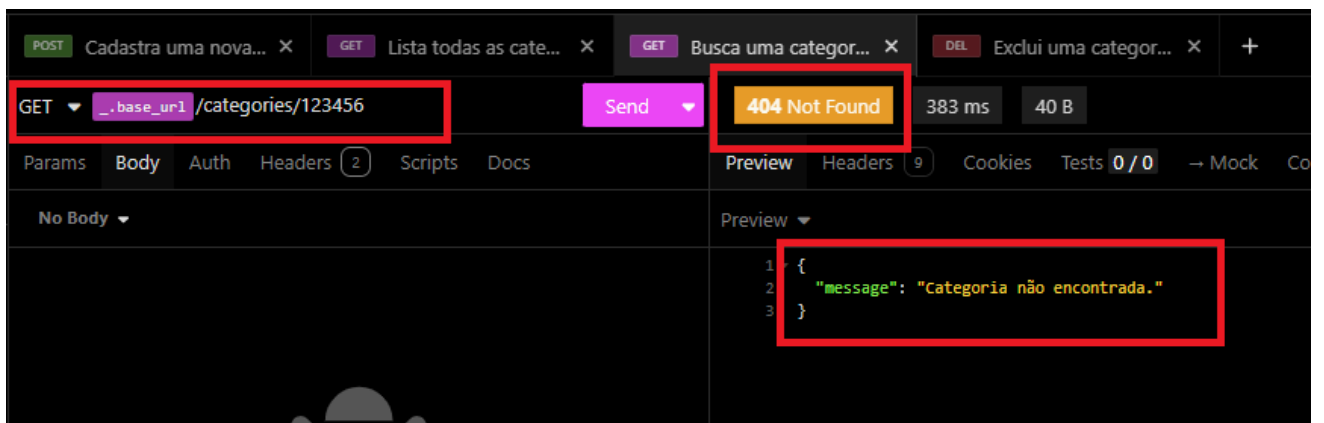 POST Cadastra uma nova... × GET Lista todas as cate... × GET Busca uma categor... × DEL Exclui uma categor... × +
GET _.base_url /categories/123456 Send 404 Not Found 383 ms 40 B
Params Body Auth Headers 2 Scripts Docs Preview Headers 9 Cookies Tests 0 / 0 → Mock Co
No Body Preview
1 {
2 "message": "Categoria não encontrada."
3 }